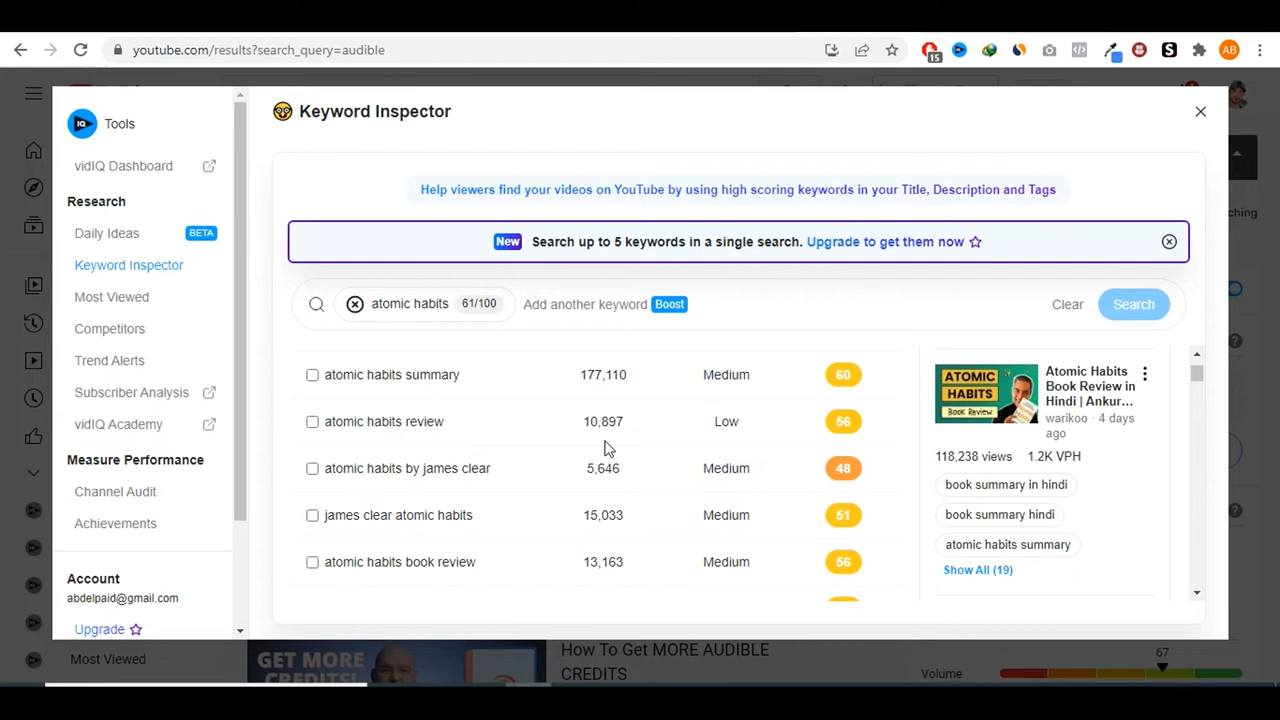 youtube.com/results?search_query=audible
15
AB
Keyword Inspector
Tools
vidIQ Dashboard
Research
Daily Ideas BETA
Keyword Inspector
Most Viewed
Competitors
Trend Alerts
Subscriber Analysis
vidIQ Academy
Measure Performance
Channel Audit
Achievements
Account
abdelpaid@gmail.com
Upgrade
Help viewers find your videos on YouTube by using high scoring keywords in your Title, Description and Tags
New Search up to 5 keywords in a single search. Upgrade to get them now
atomic habits 61/100 Add another keyword Boost Clear Search
atomic habits summary 177,110 Medium 60
atomic habits review 10,897 Low 56
atomic habits by james clear 5,646 Medium 48
james clear atomic habits 15,033 Medium 51
atomic habits book review 13,163 Medium 56
ATOMIC
HABITS
Book Review
Atomic Habits
Book Review in
Hindi | Ankur...
warikoo · 4 days
ago
118,238 views 1.2K VPH
book summary in hindi
book summary hindi
atomic habits summary
Show All (19)
ching
Most Viewed
GET MORE
CREDITS!
How To Get MORE AUDIBLE
CREDITS
67
Volume